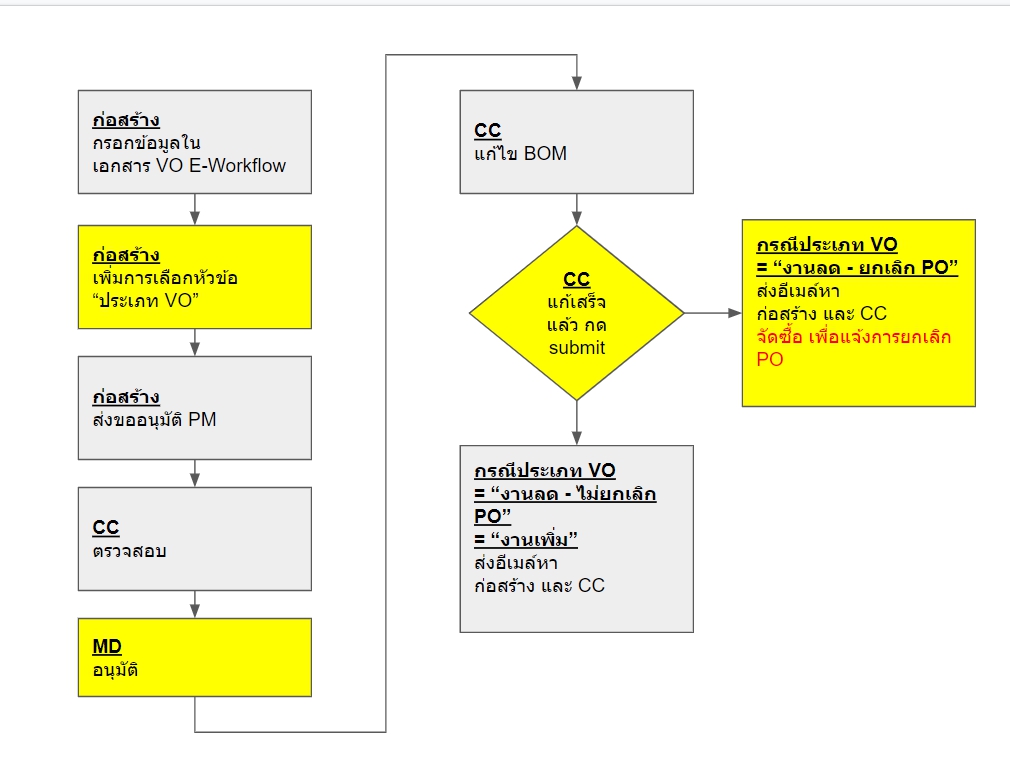 ก่อสร้าง
กรอกข้อมูลใน
เอกสาร VO E-Workflow
ก่อสร้าง
เพิ่มการเลือกหัวข้อ
“ประเภท VO”
ก่อสร้าง
ส่งขออนุมัติ PM
CC
ตรวจสอบ
MD
อนุมัติ
CC
แก้ไข BOM
CC
แก้เสร็จ
แล้ว กด
submit
กรณีประเภท VO
= “งานลด - ยกเลิก PO”
ส่งอีเมล์หา
ก่อสร้าง และ CC
จัดซื้อ เพื่อแจ้งการยกเลิก
PO
กรณีประเภท VO
= “งานลด - ไม่ยกเลิก
PO”
= “งานเพิ่ม”
ส่งอีเมล์หา
ก่อสร้าง และ CC